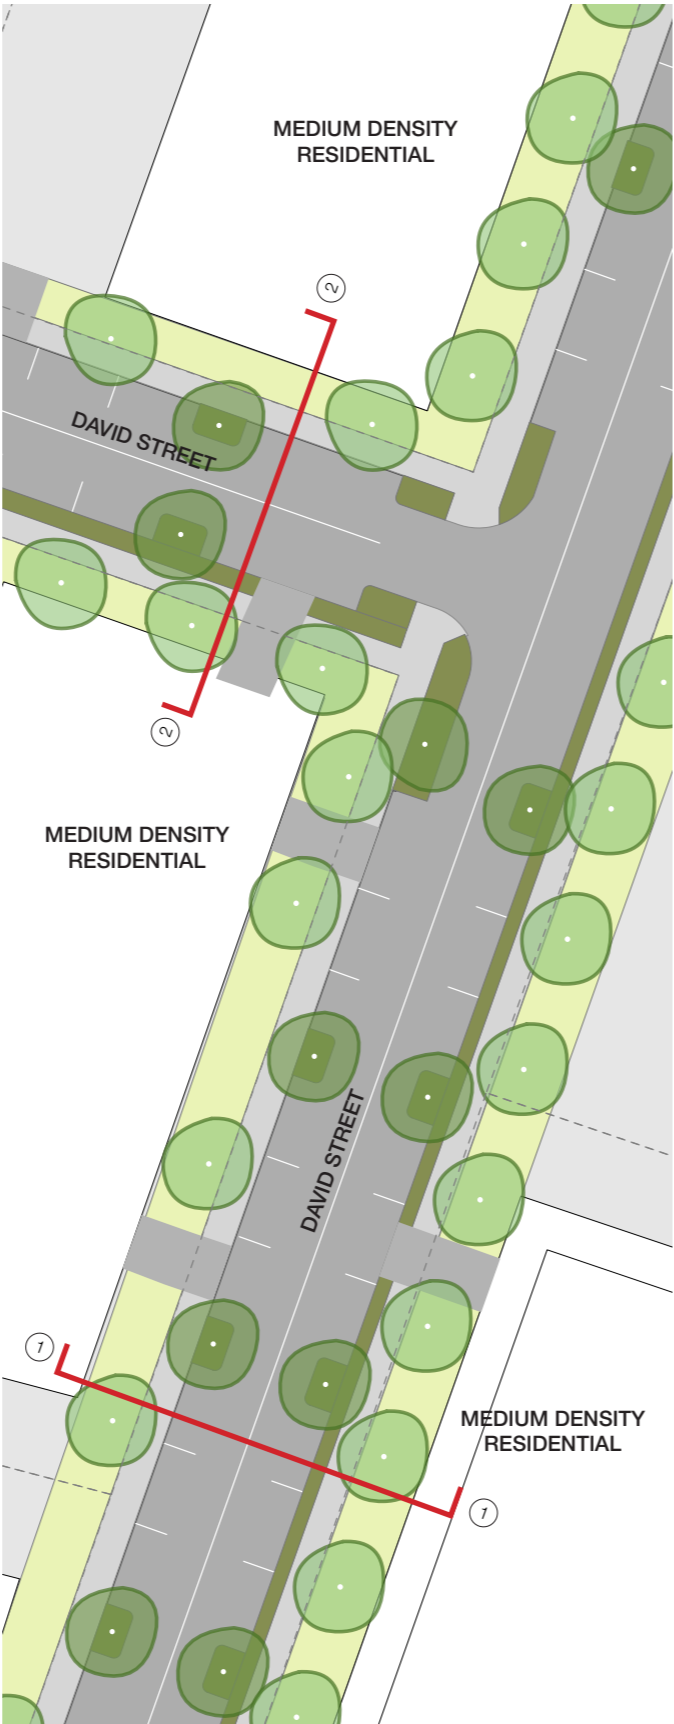 MEDIUM DENSITY
RESIDENTIAL
2
DAVID STREET
2
MEDIUM DENSITY
RESIDENTIAL
DAVID STREET
1
MEDIUM DENSITY
RESIDENTIAL
1